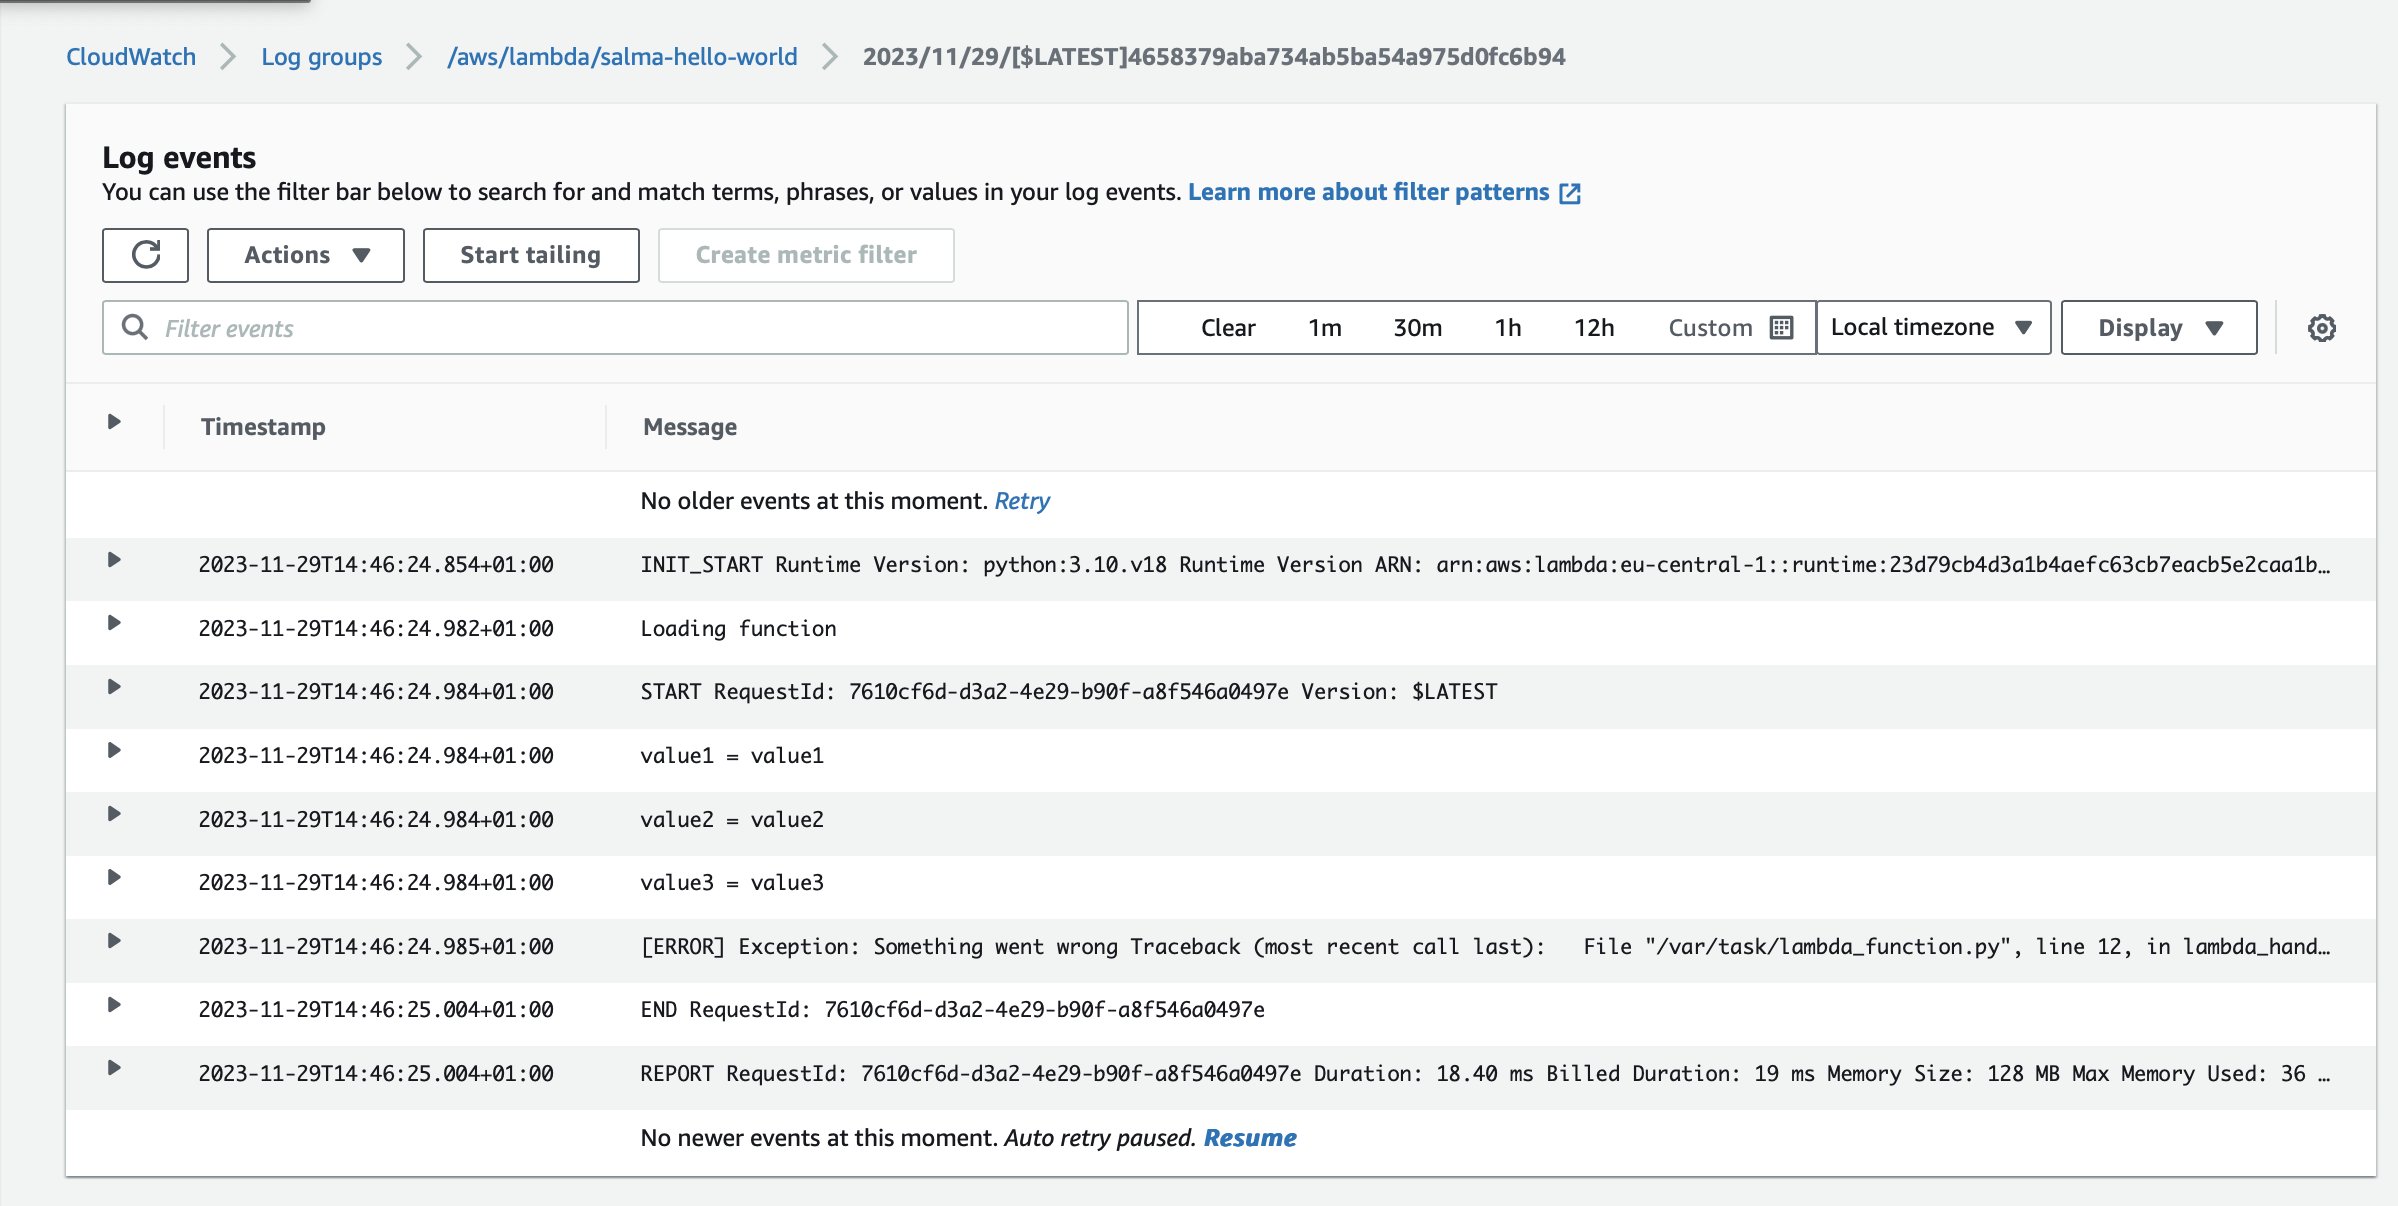 CloudWatch > Log groups > /aws/lambda/salma-hello-world > 2023/11/29/[$LATEST]4658379aba734ab5ba54a975d0fc6b94
Log events
You can use the filter bar below to search for and match terms, phrases, or values in your log events. Learn more about filter patterns
Actions Start tailing Create metric filter
Filter events Clear 1m 30m 1h 12h Custom Local timezone Display
Timestamp Message
No older events at this moment. Retry
2023-11-29T14:46:24.854+01:00 INIT_START Runtime Version: python:3.10.v18 Runtime Version ARN: arn:aws:lambda:eu-central-1::runtime:23d79cb4d3a1b4aefc63cb7eacb5e2caa1b…
2023-11-29T14:46:24.982+01:00 Loading function
2023-11-29T14:46:24.984+01:00 START RequestId: 7610cf6d-d3a2-4e29-b90f-a8f546a0497e Version: $LATEST
2023-11-29T14:46:24.984+01:00 value1 = value1
2023-11-29T14:46:24.984+01:00 value2 = value2
2023-11-29T14:46:24.984+01:00 value3 = value3
2023-11-29T14:46:24.985+01:00 [ERROR] Exception: Something went wrong Traceback (most recent call last): File "/var/task/lambda_function.py", line 12, in lambda_hand…
2023-11-29T14:46:25.004+01:00 END RequestId: 7610cf6d-d3a2-4e29-b90f-a8f546a0497e
2023-11-29T14:46:25.004+01:00 REPORT RequestId: 7610cf6d-d3a2-4e29-b90f-a8f546a0497e Duration: 18.40 ms Billed Duration: 19 ms Memory Size: 128 MB Max Memory Used: 36 …
No newer events at this moment. Auto retry paused. Resume